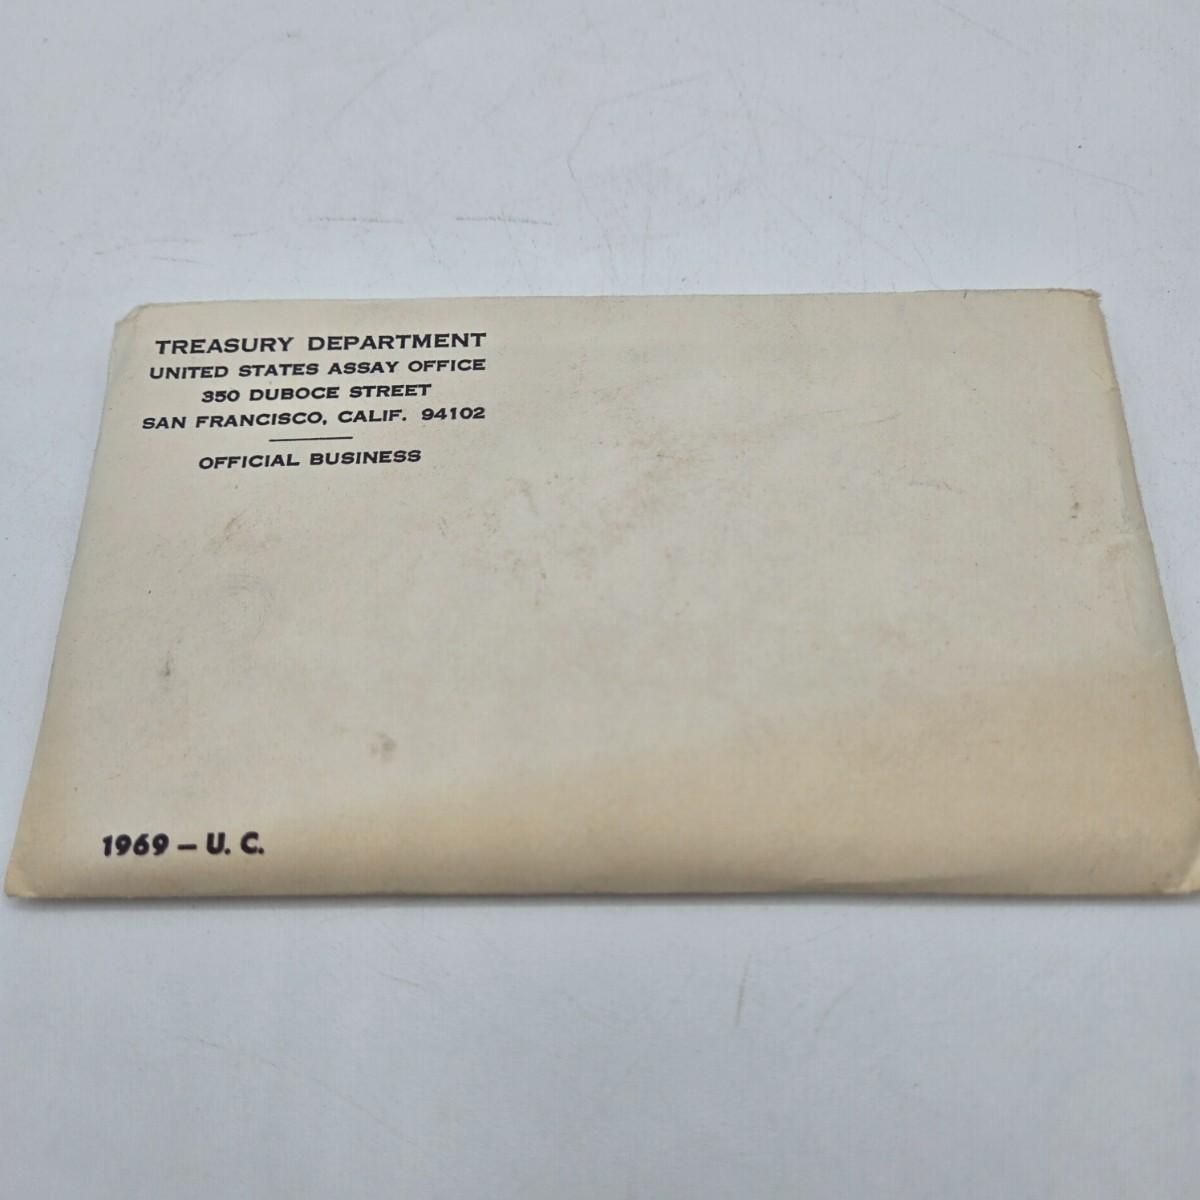 TREASURY DEPARTMENT
UNITED STATES ASSAY OFFICE
350 DUBOCE STREET
SAN FRANCISCO, CALIF. 94102
OFFICIAL BUSINESS
1969 – U. C.